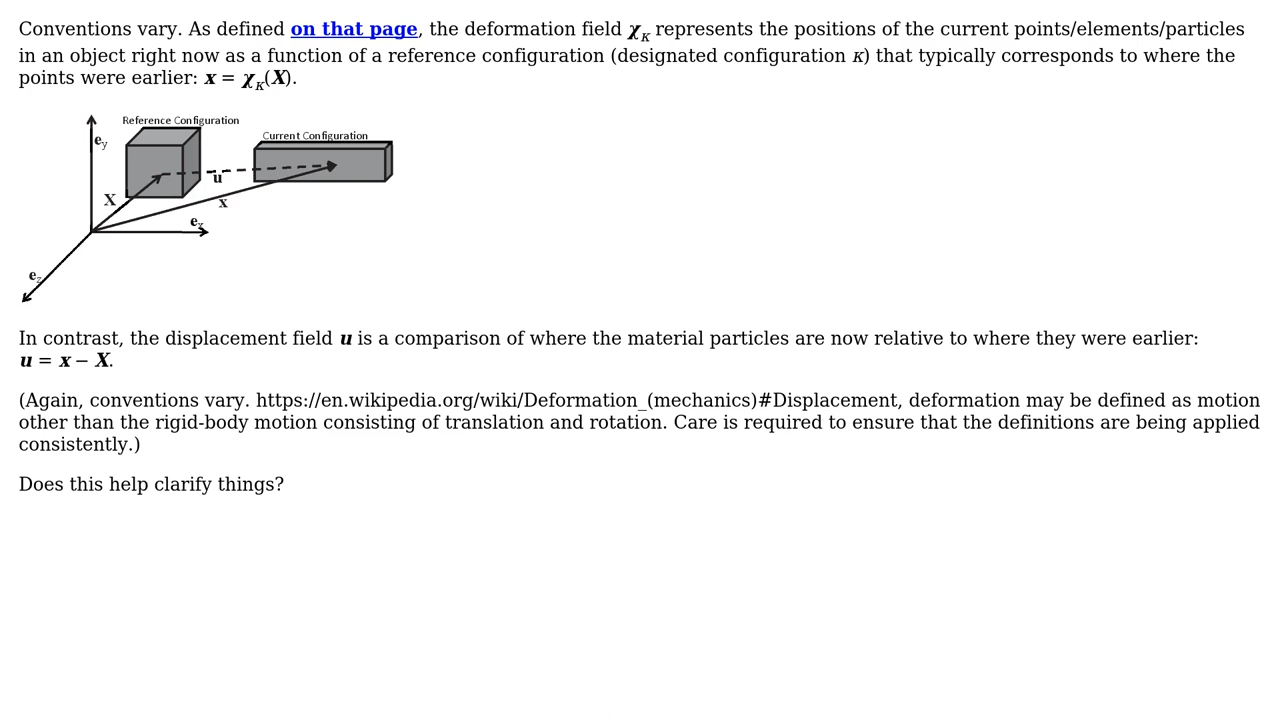 Conventions vary. As defined on that page, the deformation field χκ represents the positions of the current points/elements/particles
in an object right now as a function of a reference configuration (designated configuration κ) that typically corresponds to where the
points were earlier: x = χκ(X).
Reference Configuration
Current Configuration
ey
u
X
x
ex
ez
In contrast, the displacement field u is a comparison of where the material particles are now relative to where they were earlier:
u = x − X.
(Again, conventions vary. https://en.wikipedia.org/wiki/Deformation_(mechanics)#Displacement, deformation may be defined as motion
other than the rigid-body motion consisting of translation and rotation. Care is required to ensure that the definitions are being applied
consistently.)
Does this help clarify things?